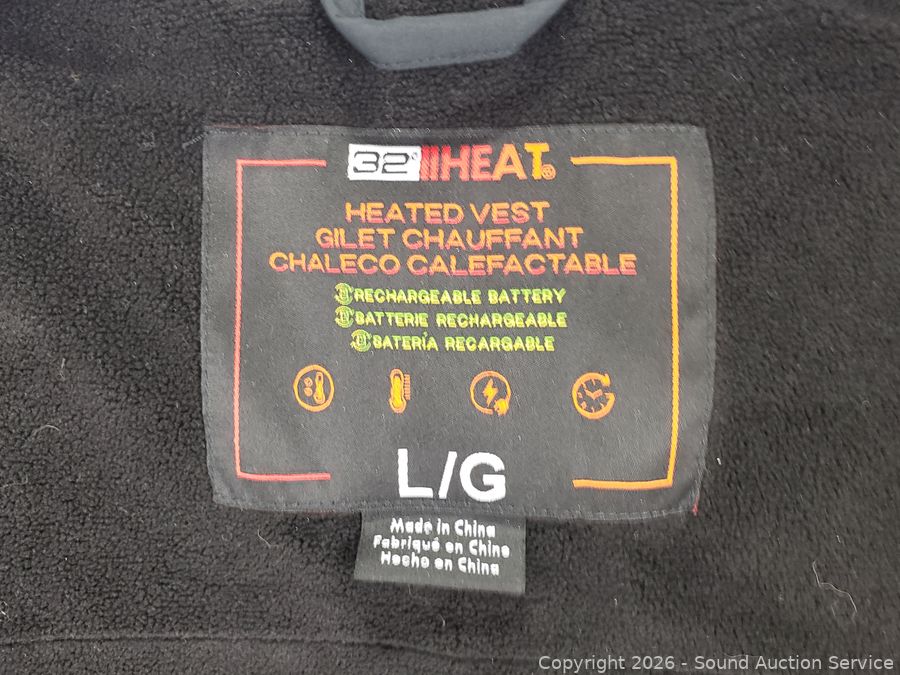 32° HEAT®
HEATED VEST
GILET CHAUFFANT
CHALECO CALEFACTABLE
RECHARGEABLE BATTERY
BATTERIE RECHARGEABLE
BATERÍA RECARGABLE
L/G
Made in China
Fabriqué en Chine
Hecho en China
Copyright 2026 - Sound Auction Service